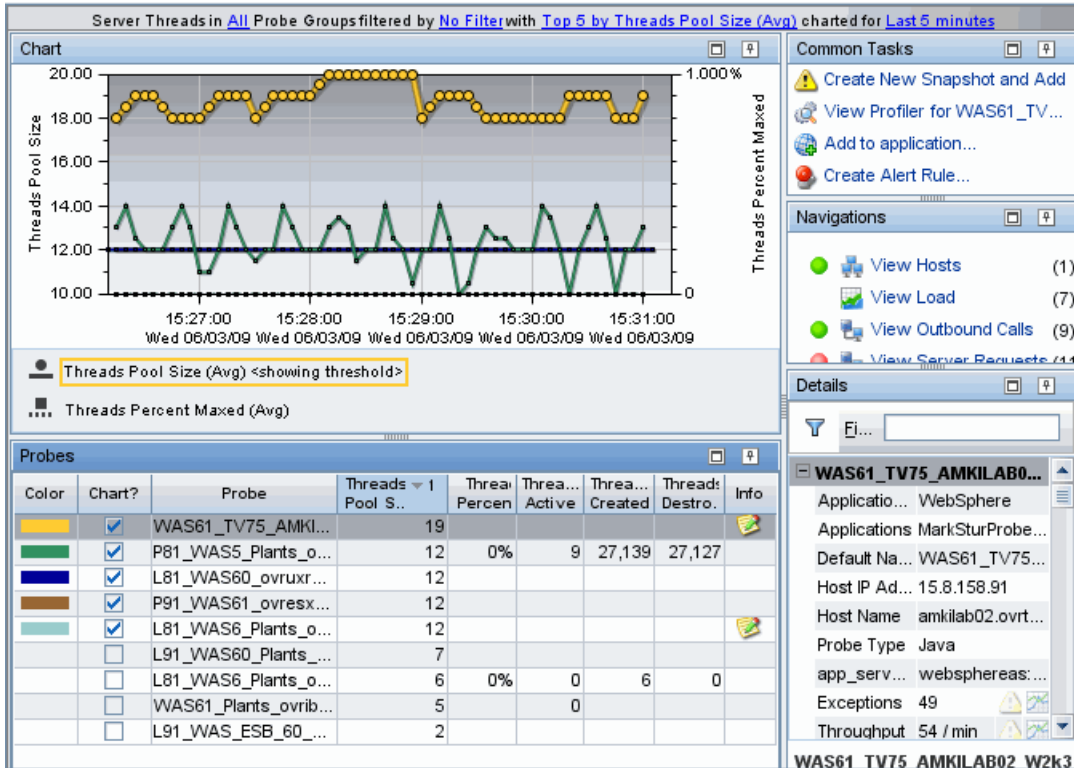 Server Threads in All Probe Groups filtered by No Filter with Top 5 by Threads Pool Size (Avg) charted for Last 5 minutes
Chart
20.00
18.00
16.00
14.00
12.00
10.00
Threads Pool Size
1.000%
0
Threads Percent Maxed
15:27:00 15:28:00 15:29:00 15:30:00 15:31:00
Wed 06/03/09 Wed 06/03/09 Wed 06/03/09 Wed 06/03/09 Wed 06/03/09
Threads Pool Size (Avg) <showing threshold>
Threads Percent Maxed (Avg)
Probes
Color Chart? Probe Threads 1 Pool S.. Threa Percen Threa... Active Threa... Created Threads Destro. Info
WAS61_TV75_AMKI... 19
P81_WAS5_Plants_o... 12 0% 9 27,139 27,127
L81_WAS60_ovruxr... 12
P91_WAS61_ovresx... 12
L81_WAS6_Plants_o... 12
L91_WAS60_Plants_... 7
L81_WAS6_Plants_o... 6 0% 0 6 0
WAS61_Plants_ovrib... 5 0
L91_WAS_ESB_60_... 2
Common Tasks
Create New Snapshot and Add
View Profiler for WAS61_TV...
Add to application...
Create Alert Rule...
Navigations
View Hosts (1)
View Load (7)
View Outbound Calls (9)
View Server Requests (11
Details
Fi...
WAS61_TV75_AMKILAB0...
Applicatio... WebSphere
Applications MarkSturProbe...
Default Na... WAS61_TV75...
Host IP Ad... 15.8.158.91
Host Name amkilab02.ovrt...
Probe Type Java
app_serv... websphereas:...
Exceptions 49
Throughput 54 / min
WAS61_TV75_AMKILAB02_W2k3